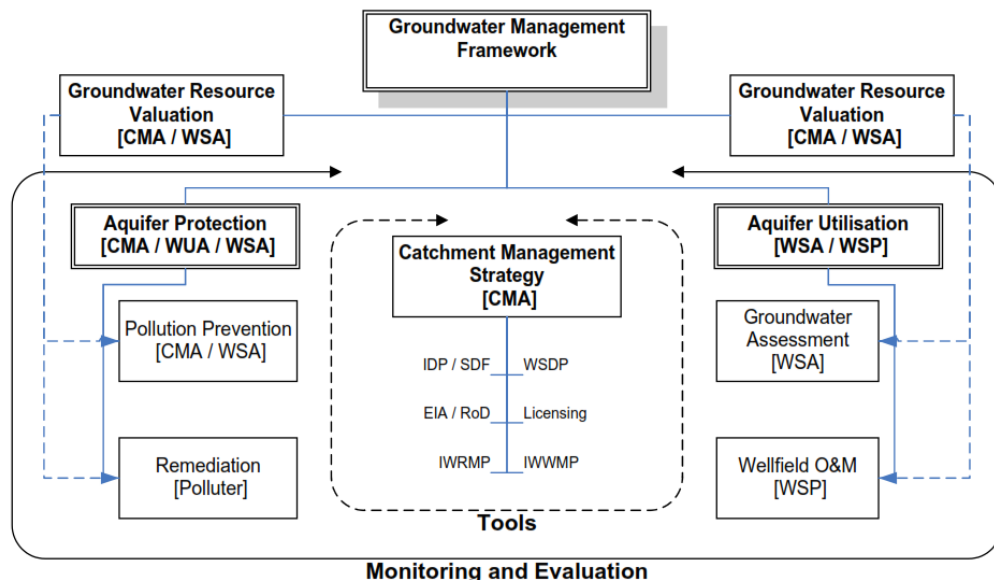 Groundwater Management
Framework
Groundwater Resource
Valuation
[CMA / WSA]
Groundwater Resource
Valuation
[CMA / WSA]
Aquifer Protection
[CMA / WUA / WSA]
Catchment Management
Strategy
[CMA]
Aquifer Utilisation
[WSA / WSP]
Pollution Prevention
[CMA / WSA]
Groundwater
Assessment
[WSA]
IDP / SDF
WSDP
EIA / RoD
Licensing
IWRMP
IWWMP
Remediation
[Polluter]
Wellfield O&M
[WSP]
Tools
Monitoring and Evaluation